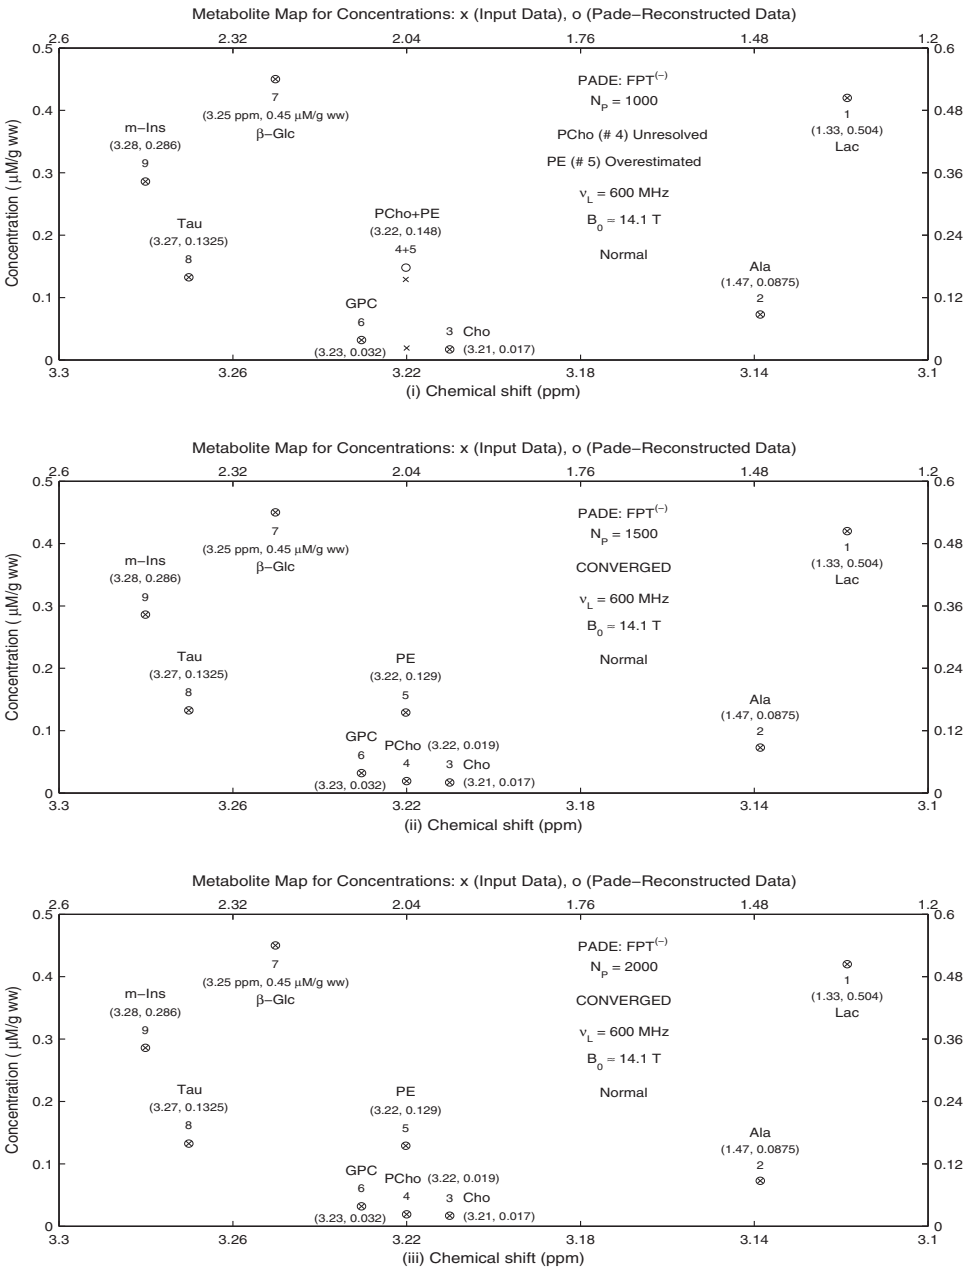 Metabolite Map for Concentrations: x (Input Data), o (Pade−Reconstructed Data)
2.6 2.32 2.04 1.76 1.48 1.2
0.5 0.6
7
(3.25 ppm, 0.45 μM/g ww)
β−Glc
PADE: FPT(−)
NP = 1000
PCho (# 4) Unresolved
PE (# 5) Overestimated
νL = 600 MHz
B0 ≃ 14.1 T
Normal
1
(1.33, 0.504)
Lac
0.4 0.48
m−Ins
(3.28, 0.286)
9
0.3 0.36
Tau
(3.27, 0.1325)
8
PCho+PE
(3.22, 0.148)
4+5
0.2 0.24
Ala
(1.47, 0.0875)
2
0.1 0.12
GPC
6
(3.23, 0.032)
3 Cho
(3.21, 0.017)
0 0
3.3 3.26 3.22 3.18 3.14 3.1
Concentration ( μM/g ww)
(i) Chemical shift (ppm)
Metabolite Map for Concentrations: x (Input Data), o (Pade−Reconstructed Data)
2.6 2.32 2.04 1.76 1.48 1.2
0.5 0.6
7
(3.25 ppm, 0.45 μM/g ww)
β−Glc
PADE: FPT(−)
NP = 1500
CONVERGED
νL = 600 MHz
B0 ≃ 14.1 T
Normal
1
(1.33, 0.504)
Lac
0.4 0.48
m−Ins
(3.28, 0.286)
9
0.3 0.36
Tau
(3.27, 0.1325)
8
PE
(3.22, 0.129)
5
0.2 0.24
Ala
(1.47, 0.0875)
2
0.1 0.12
GPC
6
(3.23, 0.032)
PCho (3.22, 0.019)
4
3 Cho
(3.21, 0.017)
0 0
3.3 3.26 3.22 3.18 3.14 3.1
Concentration ( μM/g ww)
(ii) Chemical shift (ppm)
Metabolite Map for Concentrations: x (Input Data), o (Pade−Reconstructed Data)
2.6 2.32 2.04 1.76 1.48 1.2
0.5 0.6
7
(3.25 ppm, 0.45 μM/g ww)
β−Glc
PADE: FPT(−)
NP = 2000
CONVERGED
νL = 600 MHz
B0 ≃ 14.1 T
Normal
1
(1.33, 0.504)
Lac
0.4 0.48
m−Ins
(3.28, 0.286)
9
0.3 0.36
Tau
(3.27, 0.1325)
8
PE
(3.22, 0.129)
5
0.2 0.24
Ala
(1.47, 0.0875)
2
0.1 0.12
GPC
6
(3.23, 0.032)
PCho (3.22, 0.019)
4
3 Cho
(3.21, 0.017)
0 0
3.3 3.26 3.22 3.18 3.14 3.1
Concentration ( μM/g ww)
(iii) Chemical shift (ppm)